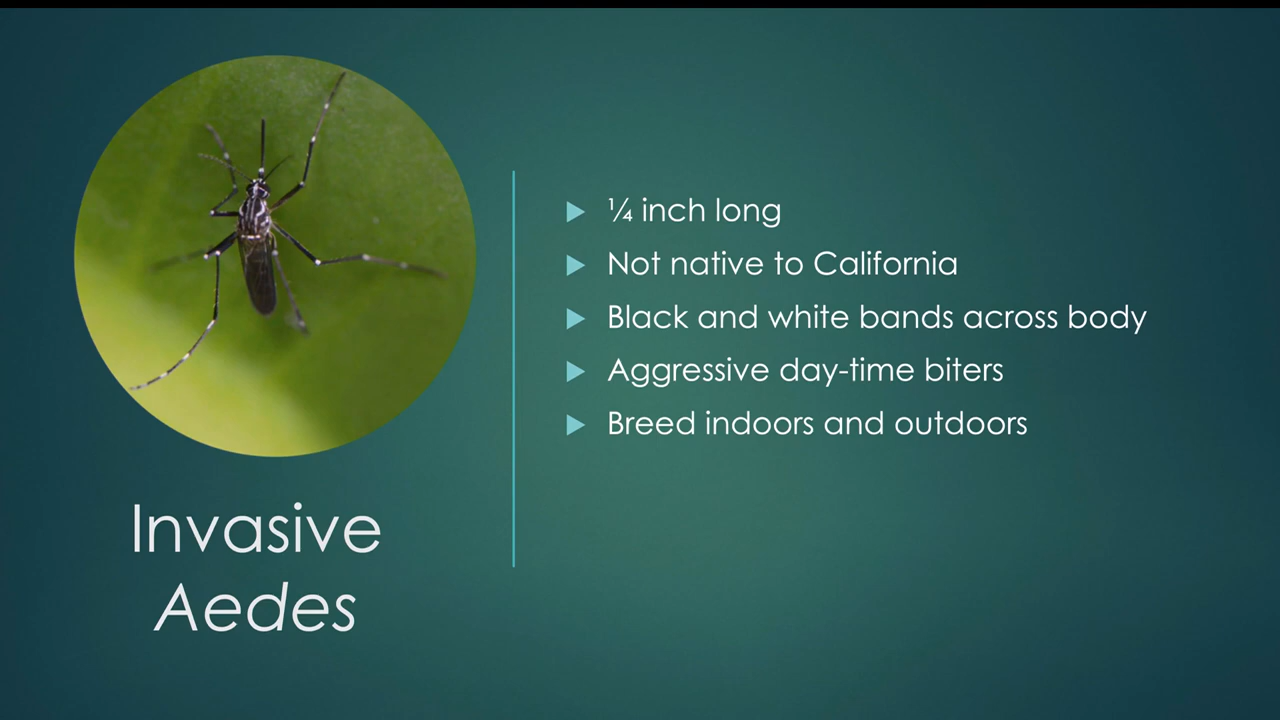 Invasive
Aedes
¼ inch long
Not native to California
Black and white bands across body
Aggressive day-time biters
Breed indoors and outdoors